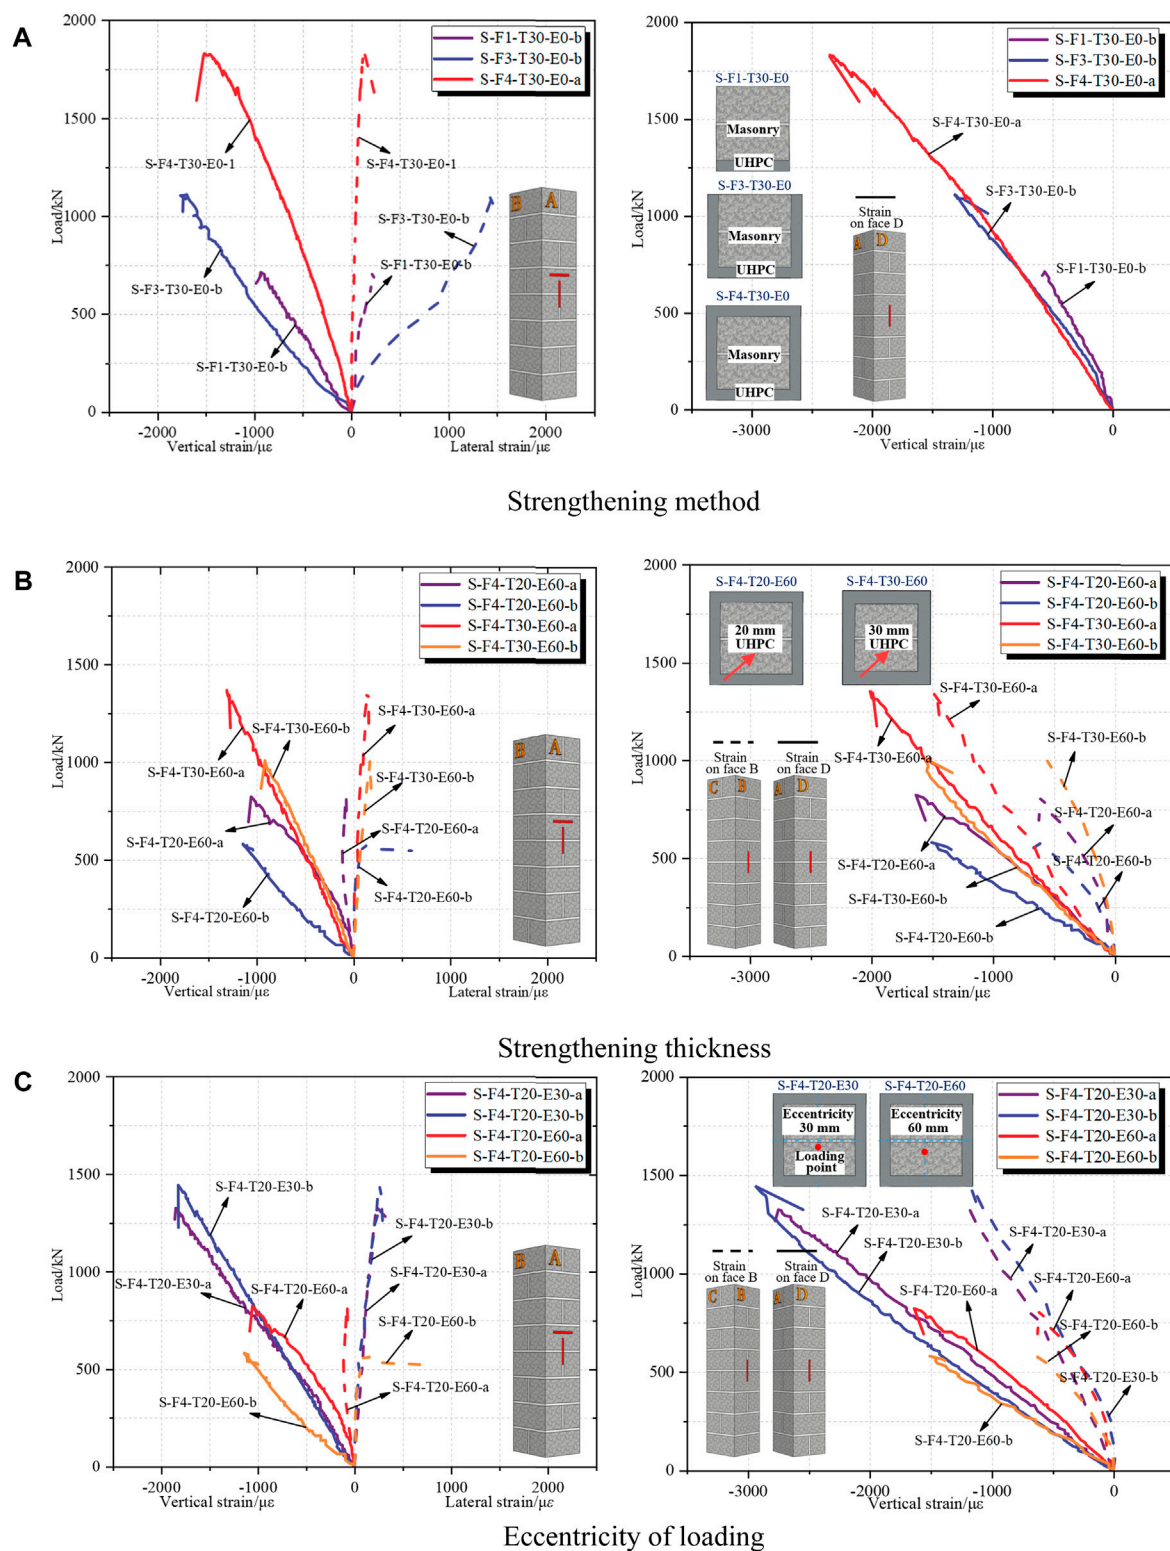 A
2000
1500
1000
500
0
Load/kN
S-F1-T30-E0-b
S-F3-T30-E0-b
S-F4-T30-E0-a
S-F4-T30-E0-1
S-F4-T30-E0-1
S-F3-T30-E0-b
S-F1-T30-E0-b
S-F3-T30-E0-b
S-F1-T30-E0-b
B A
-2000 -1000 0 1000 2000
Vertical strain/με Lateral strain/με
2000
1500
1000
500
0
Load/kN
S-F1-T30-E0-b
S-F3-T30-E0-b
S-F4-T30-E0-a
S-F1-T30-E0
Masonry
UHPC
S-F3-T30-E0
Masonry
UHPC
S-F4-T30-E0
Masonry
UHPC
Strain
on face D
A D
S-F4-T30-E0-a
S-F3-T30-E0-b
S-F1-T30-E0-b
-3000 -2000 -1000 0
Vertical strain/με
Strengthening method
B
2000
1500
1000
500
0
Load/kN
S-F4-T20-E60-a
S-F4-T20-E60-b
S-F4-T30-E60-a
S-F4-T30-E60-b
S-F4-T30-E60-a
S-F4-T30-E60-b
S-F4-T30-E60-a
S-F4-T30-E60-b
S-F4-T20-E60-a
S-F4-T20-E60-a
S-F4-T20-E60-b
S-F4-T20-E60-b
B A
-2000 -1000 0 1000 2000
Vertical strain/με Lateral strain/με
2000
1500
1000
500
0
Load/kN
S-F4-T20-E60
20 mm
UHPC
S-F4-T30-E60
30 mm
UHPC
S-F4-T20-E60-a
S-F4-T20-E60-b
S-F4-T30-E60-a
S-F4-T30-E60-b
S-F4-T30-E60-a
S-F4-T30-E60-b
S-F4-T30-E60-a
Strain
on face B
Strain
on face D
C B
A D
S-F4-T20-E60-a
S-F4-T20-E60-b
S-F4-T20-E60-a
S-F4-T30-E60-b
S-F4-T20-E60-b
-3000 -2000 -1000 0
Vertical strain/με
Strengthening thickness
C
2000
1500
1000
500
0
Load/kN
S-F4-T20-E30-a
S-F4-T20-E30-b
S-F4-T20-E60-a
S-F4-T20-E60-b
S-F4-T20-E30-b
S-F4-T20-E30-b
S-F4-T20-E30-a
S-F4-T20-E30-a
S-F4-T20-E60-a
S-F4-T20-E60-b
S-F4-T20-E60-a
S-F4-T20-E60-b
B A
-2000 -1000 0 1000 2000
Vertical strain/με Lateral strain/με
2000
1500
1000
500
0
Load/kN
S-F4-T20-E30
Eccentricity
30 mm
Loading
point
S-F4-T20-E60
Eccentricity
60 mm
S-F4-T20-E30-a
S-F4-T20-E30-b
S-F4-T20-E60-a
S-F4-T20-E60-b
S-F4-T20-E30-a
S-F4-T20-E30-b
S-F4-T20-E30-a
S-F4-T20-E60-a
Strain
on face B
Strain
on face D
C B
A D
S-F4-T20-E60-a
S-F4-T20-E60-b
S-F4-T20-E30-b
S-F4-T20-E60-b
-3000 -2000 -1000 0
Vertical strain/με
Eccentricity of loading